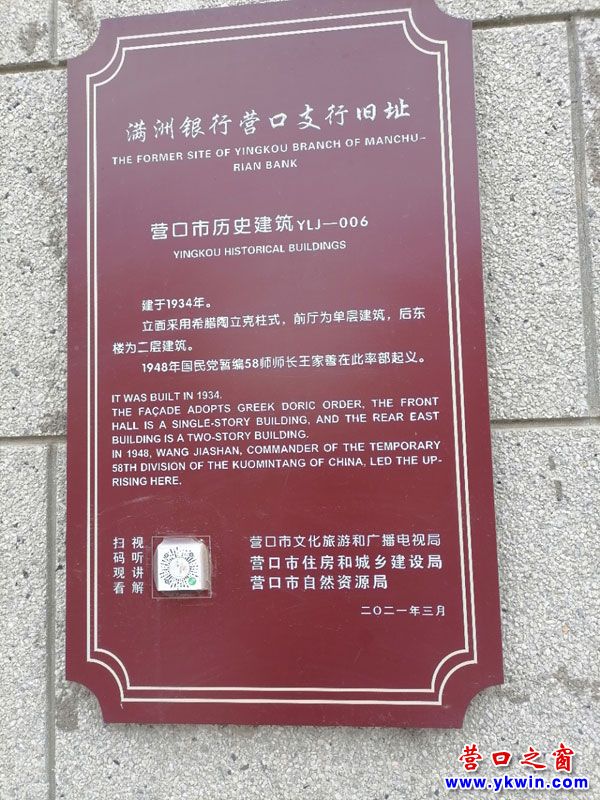 满洲银行营口支行旧址
THE FORMER SITE OF YINGKOU BRANCH OF MANCHU-
RIAN BANK
营口市历史建筑YLJ—006
YINGKOU HISTORICAL BUILDINGS
建于1934年。
立面采用希腊陶立克柱式，前厅为单层建筑，后东
楼为二层建筑。
1948年国民党暂编58师师长王家善在此率部起义。
IT WAS BUILT IN 1934.
THE FAÇADE ADOPTS GREEK DORIC ORDER, THE FRONT
HALL IS A SINGLE-STORY BUILDING, AND THE REAR EAST
BUILDING IS A TWO-STORY BUILDING.
IN 1948, WANG JIASHAN, COMMANDER OF THE TEMPORARY
58TH DIVISION OF THE KUOMINTANG OF CHINA, LED THE UP-
RISING HERE.
视听讲解
扫码观看
营口市文化旅游和广播电视局
营口市住房和城乡建设局
营口市自然资源局
二〇二一年三月
营口之窗
www.ykwin.com